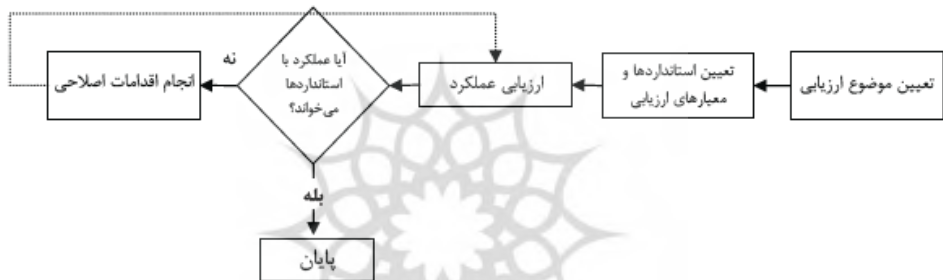 تعیین موضوع ارزیابی
تعیین استانداردها و
معیارهای ارزیابی
ارزیابی عملکرد
آیا عملکرد با
استانداردها
می‌خواند؟
نه
انجام اقدامات اصلاحی
بله
پایان